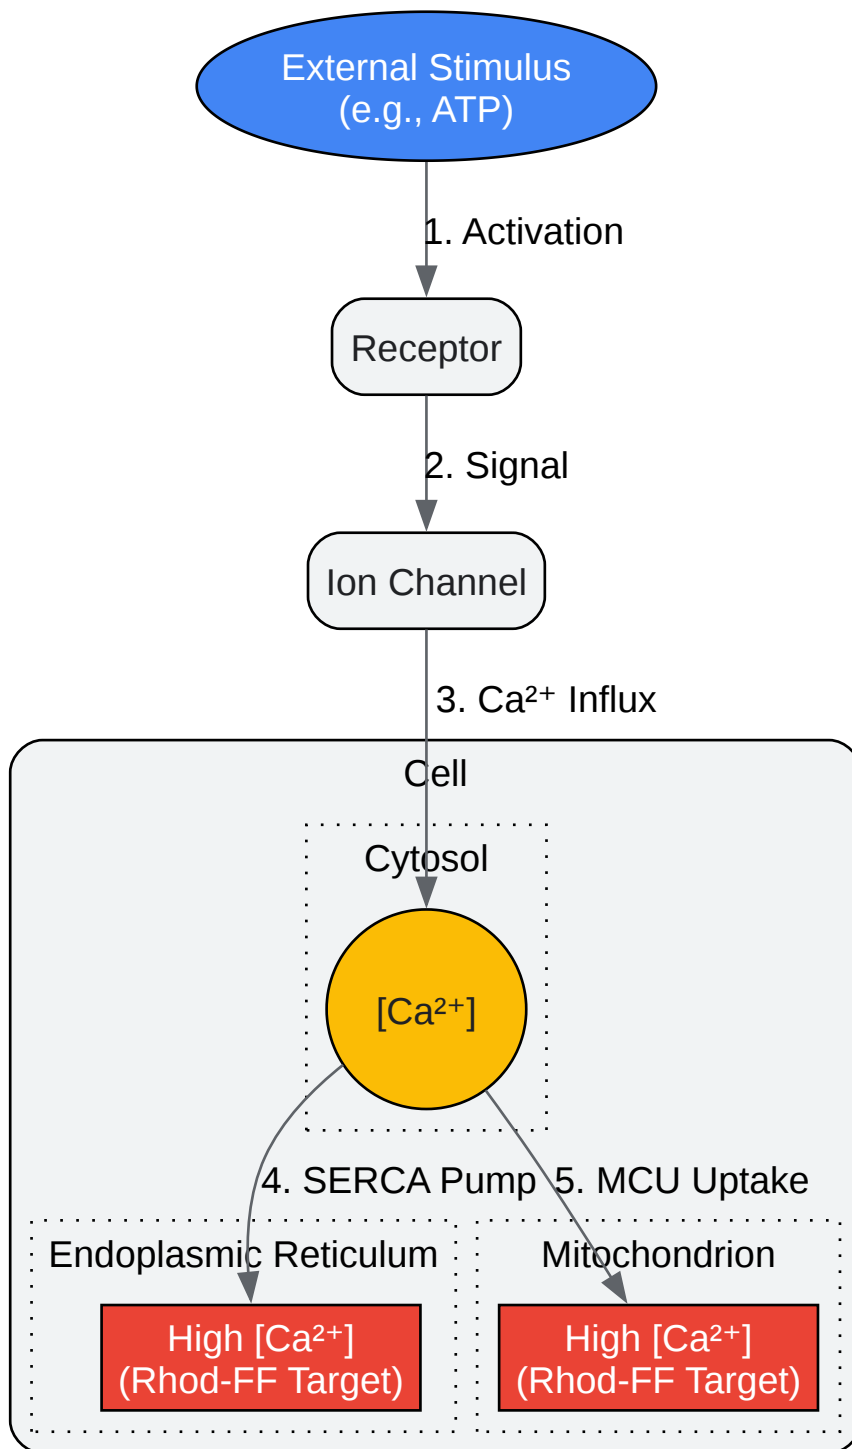 External Stimulus
(e.g., ATP)
1. Activation
Receptor
2. Signal
Ion Channel
3. Ca²⁺ Influx
Cell
Cytosol
[Ca²⁺]
4. SERCA Pump
5. MCU Uptake
Endoplasmic Reticulum
High [Ca²⁺]
(Rhod-FF Target)
Mitochondrion
High [Ca²⁺]
(Rhod-FF Target)